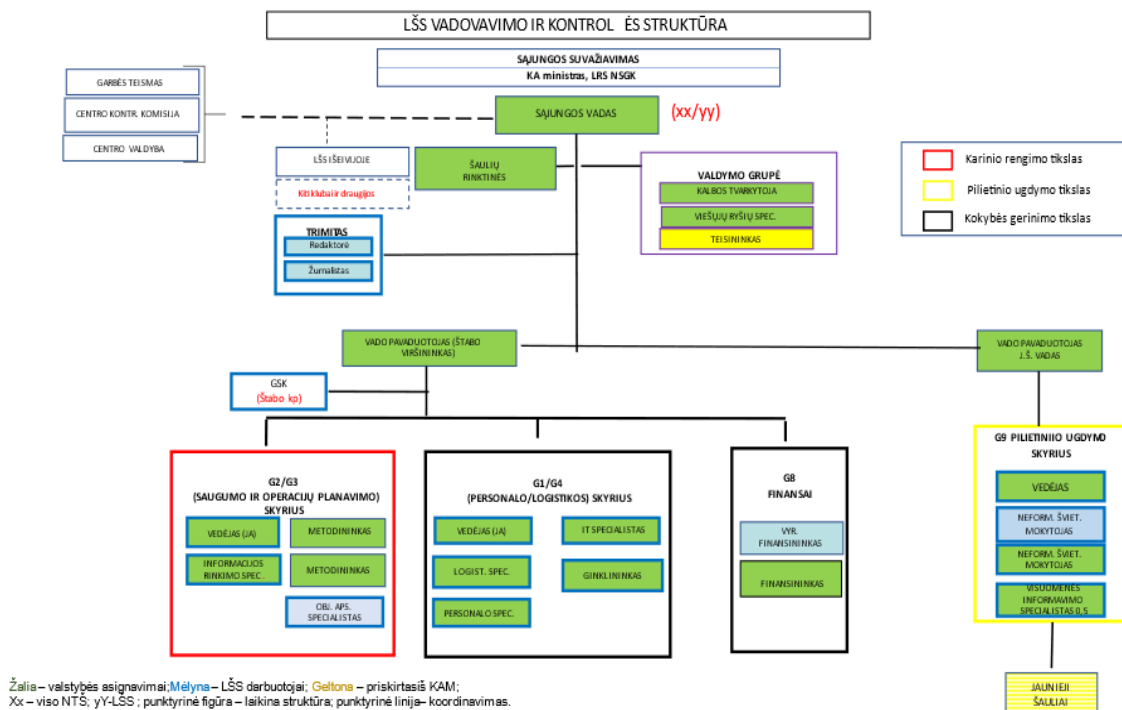 LŠS VADOVAVIMO IR KONTROL ĖS STRUKTŪRA
SĄJUNGOS SUVAŽIAVIMAS
KA ministras, LRS NSGK
GARBĖS TEISMAS
CENTRO KONTR. KOMISIJA
CENTRO VALDYBA
SĄJUNGOS VADAS
(xx/yy)
LŠS IŠEIVIJOJE
Kiti klubai ir draugijos
ŠAULIŲ
RINKTINĖS
VALDYMO GRUPĖ
KALBOS TVARKYTOJA
VIEŠŲJŲ RYŠIŲ SPEC.
TEISININKAS
Karinio rengimo tikslas
Pilietinio ugdymo tikslas
Kokybės gerinimo tikslas
TRIMITAS
Redaktorė
Žurnalistas
VADO PAVADUOTOJAS (ŠTABO
VIRŠININKAS)
VADO PAVADUOTOJAS
J.Š. VADAS
GSK
(Štabo kp)
G2/G3
(SAUGUMO IR OPERACIJŲ PLANAVIMO)
SKYRIUS
VEDĖJAS (JA)
METODININKAS
INFORMACIJOS
RINKIMO SPEC.
METODININKAS
OBJ. APS.
SPECIALISTAS
G1/G4
(PERSONALO/LOGISTIKOS) SKYRIUS
VEDĖJAS (JA)
IT SPECIALISTAS
LOGIST. SPEC.
GINKLININKAS
PERSONALO SPEC.
G8
FINANSAI
VYR.
FINANSININKAS
FINANSININKAS
G9 PILIETINIIO UGDYMO
SKYRIUS
VEDĖJAS
NEFORM. ŠVIET.
MOKYTOJAS
NEFORM. ŠVIET.
MOKYTOJAS
VISUOMENĖS
INFORMAVIMO
SPECIALISTAS 0,5
JAUNIEJI
ŠAULIAI
Žalia – valstybės asignavimai;Mėlyna – LŠS darbuotojai; Geltona – priskirtasiš KAM;
Xx – viso NTŠ; yY-LŠS ; punktyrinė figūra – laikina struktūra; punktyrinė linija– koordinavimas.